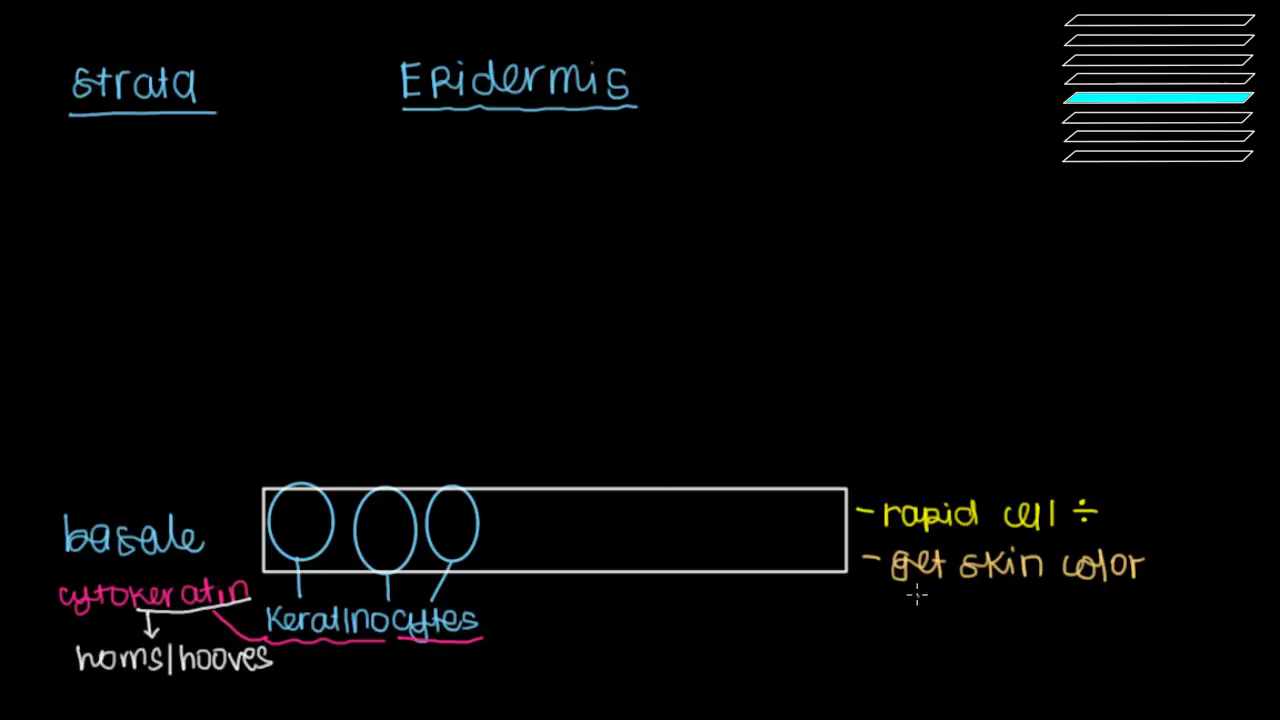 strata
Epidermis
basale
cytokeratin
horns/hooves
keratinocytes
- rapid cell ÷
- get skin color